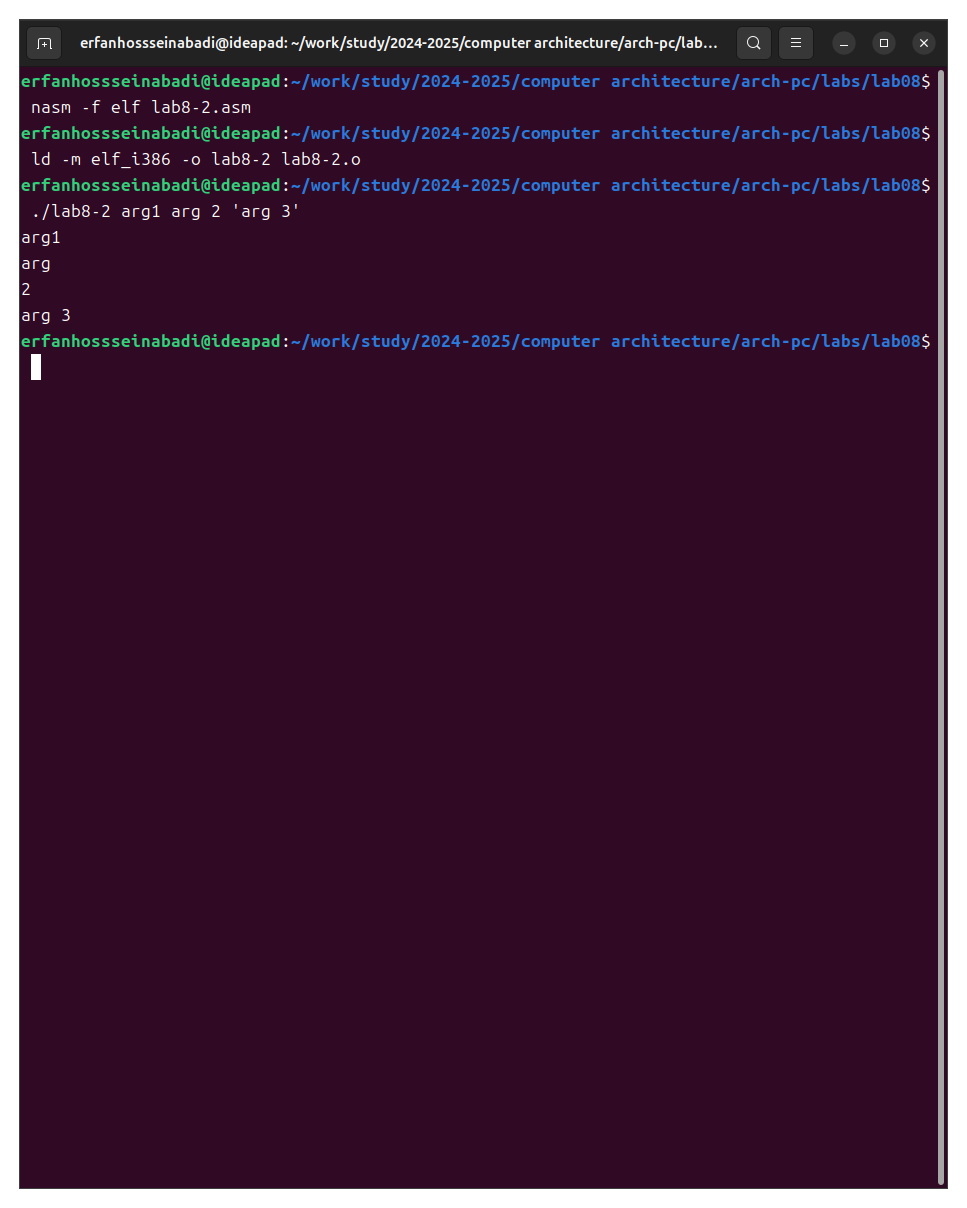 erfanhossseinabadi@ideapad: ~/work/study/2024-2025/computer architecture/arch-pc/lab...
erfanhossseinabadi@ideapad:~/work/study/2024-2025/computer architecture/arch-pc/labs/lab08$
nasm -f elf lab8-2.asm
erfanhossseinabadi@ideapad:~/work/study/2024-2025/computer architecture/arch-pc/labs/lab08$
ld -m elf_i386 -o lab8-2 lab8-2.o
erfanhossseinabadi@ideapad:~/work/study/2024-2025/computer architecture/arch-pc/labs/lab08$
./lab8-2 arg1 arg 2 'arg 3'
arg1
arg
2
arg 3
erfanhossseinabadi@ideapad:~/work/study/2024-2025/computer architecture/arch-pc/labs/lab08$